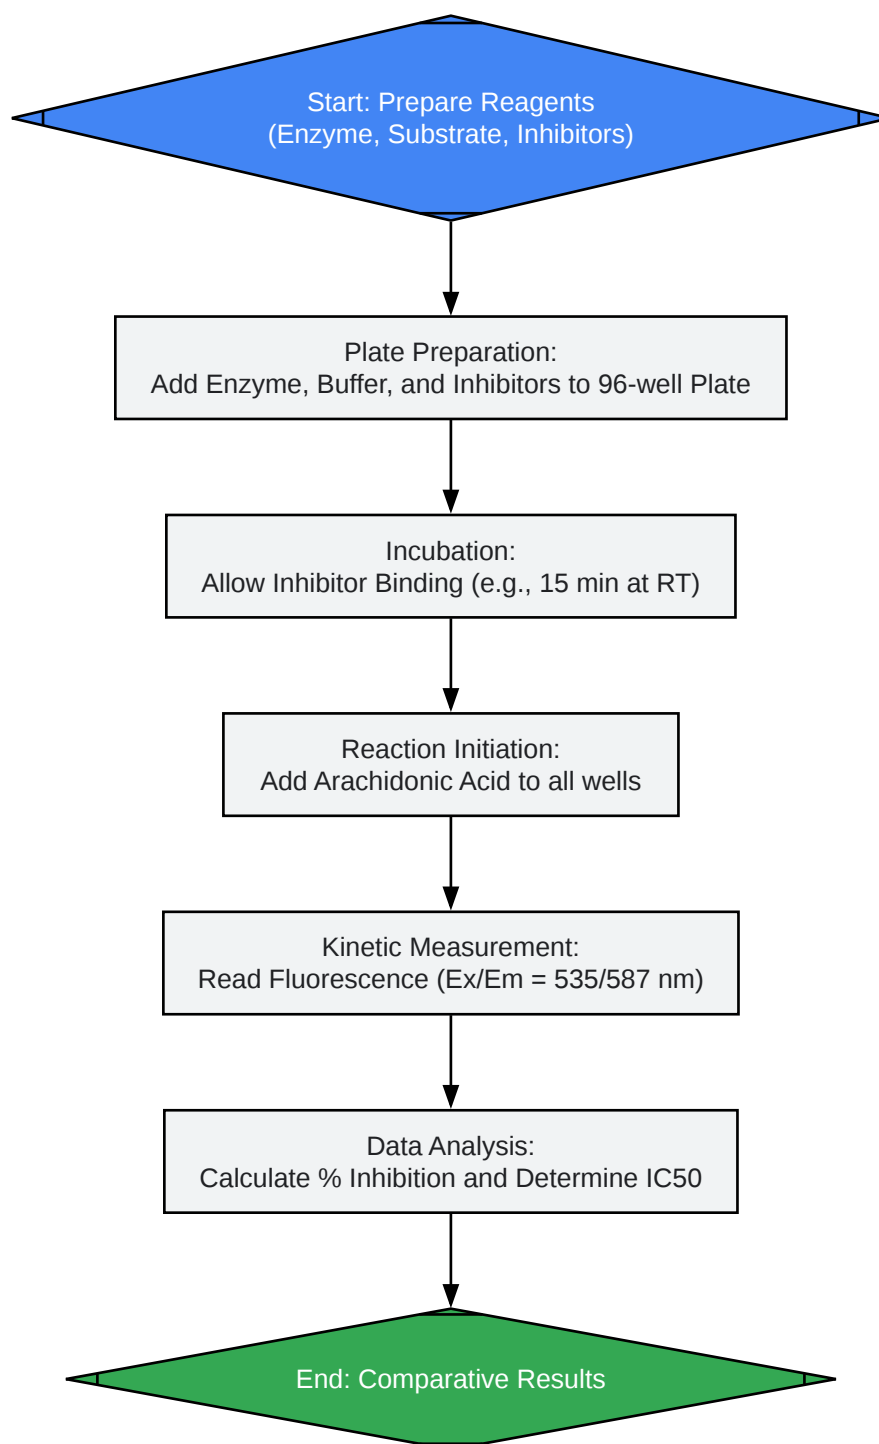 Start: Prepare Reagents
(Enzyme, Substrate, Inhibitors)
Plate Preparation:
Add Enzyme, Buffer, and Inhibitors to 96-well Plate
Incubation:
Allow Inhibitor Binding (e.g., 15 min at RT)
Reaction Initiation:
Add Arachidonic Acid to all wells
Kinetic Measurement:
Read Fluorescence (Ex/Em = 535/587 nm)
Data Analysis:
Calculate % Inhibition and Determine IC50
End: Comparative Results